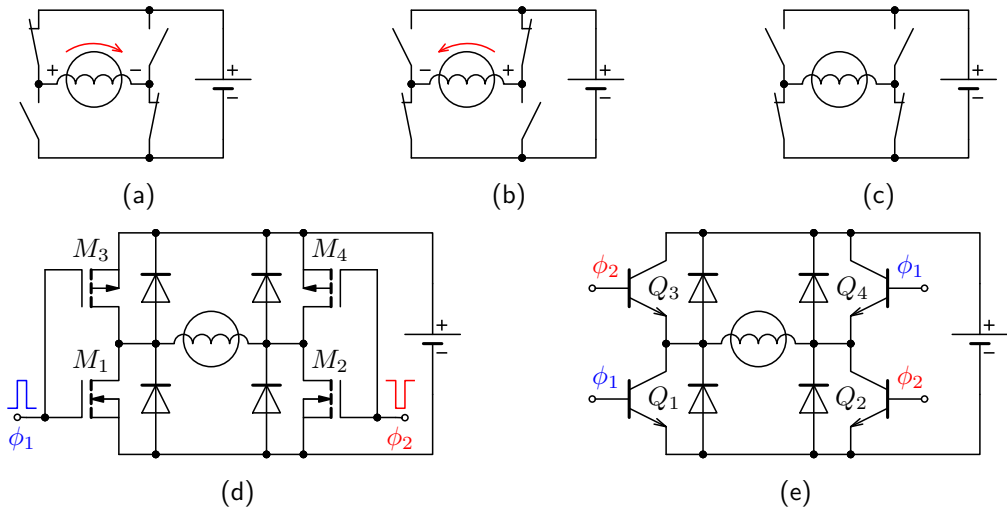 + − + −
(a)
− + + −
(b)
+ −
(c)
M₃ M₄
M₁ M₂
+ −
ϕ₁ ϕ₂
(d)
ϕ₂ Q₃ Q₄ ϕ₁
+ −
ϕ₁ Q₁ Q₂ ϕ₂
(e)